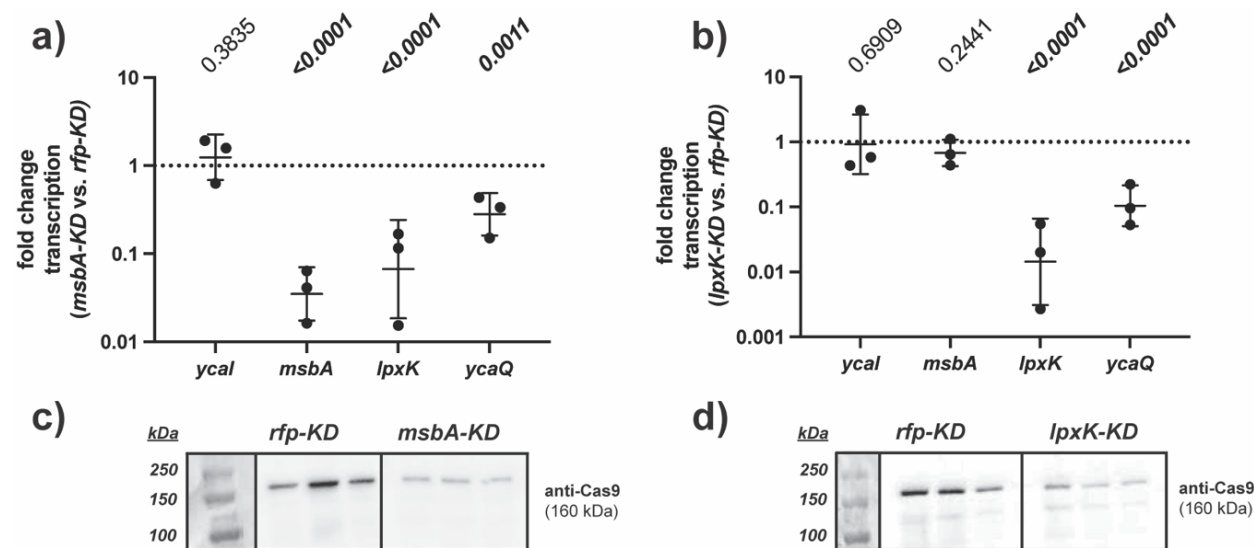 a)
0.3835 <0.0001 <0.0001 0.0011
fold change
transcription
(msbA-KD vs. rfp-KD)
10
1
0.1
0.01
ycaI msbA lpxK ycaQ
b)
0.6909 0.2441 <0.0001 <0.0001
fold change
transcription
(lpxK-KD vs. rfp-KD)
10
1
0.1
0.01
0.001
ycaI msbA lpxK ycaQ
c)
kDa rfp-KD msbA-KD
250
150
100
anti-Cas9
(160 kDa)
d)
kDa rfp-KD lpxK-KD
250
150
100
anti-Cas9
(160 kDa)